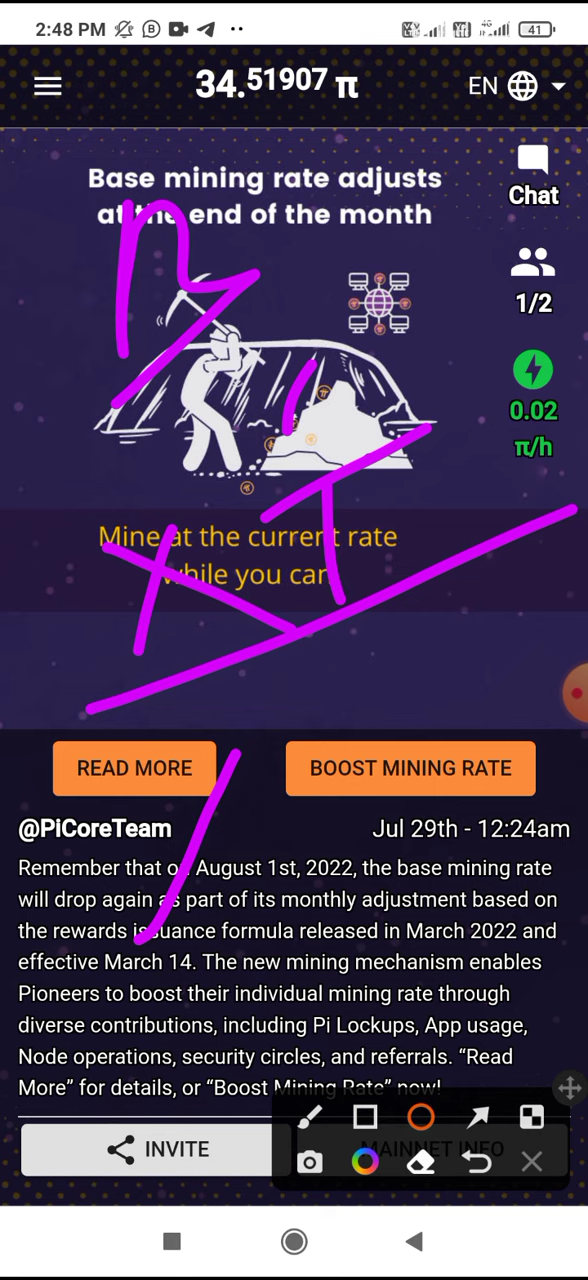 2:48 PM
41
34.51907 π
EN
Base mining rate adjusts
at the end of the month
Chat
1/2
0.02
π/h
Mine at the current rate
while you can
READ MORE
BOOST MINING RATE
@PiCoreTeam
Jul 29th - 12:24am
Remember that on August 1st, 2022, the base mining rate
will drop again as part of its monthly adjustment based on
the rewards issuance formula released in March 2022 and
effective March 14. The new mining mechanism enables
Pioneers to boost their individual mining rate through
diverse contributions, including Pi Lockups, App usage,
Node operations, security circles, and referrals. “Read
More” for details, or “Boost Mining Rate” now!
INVITE
MAINNET INFO